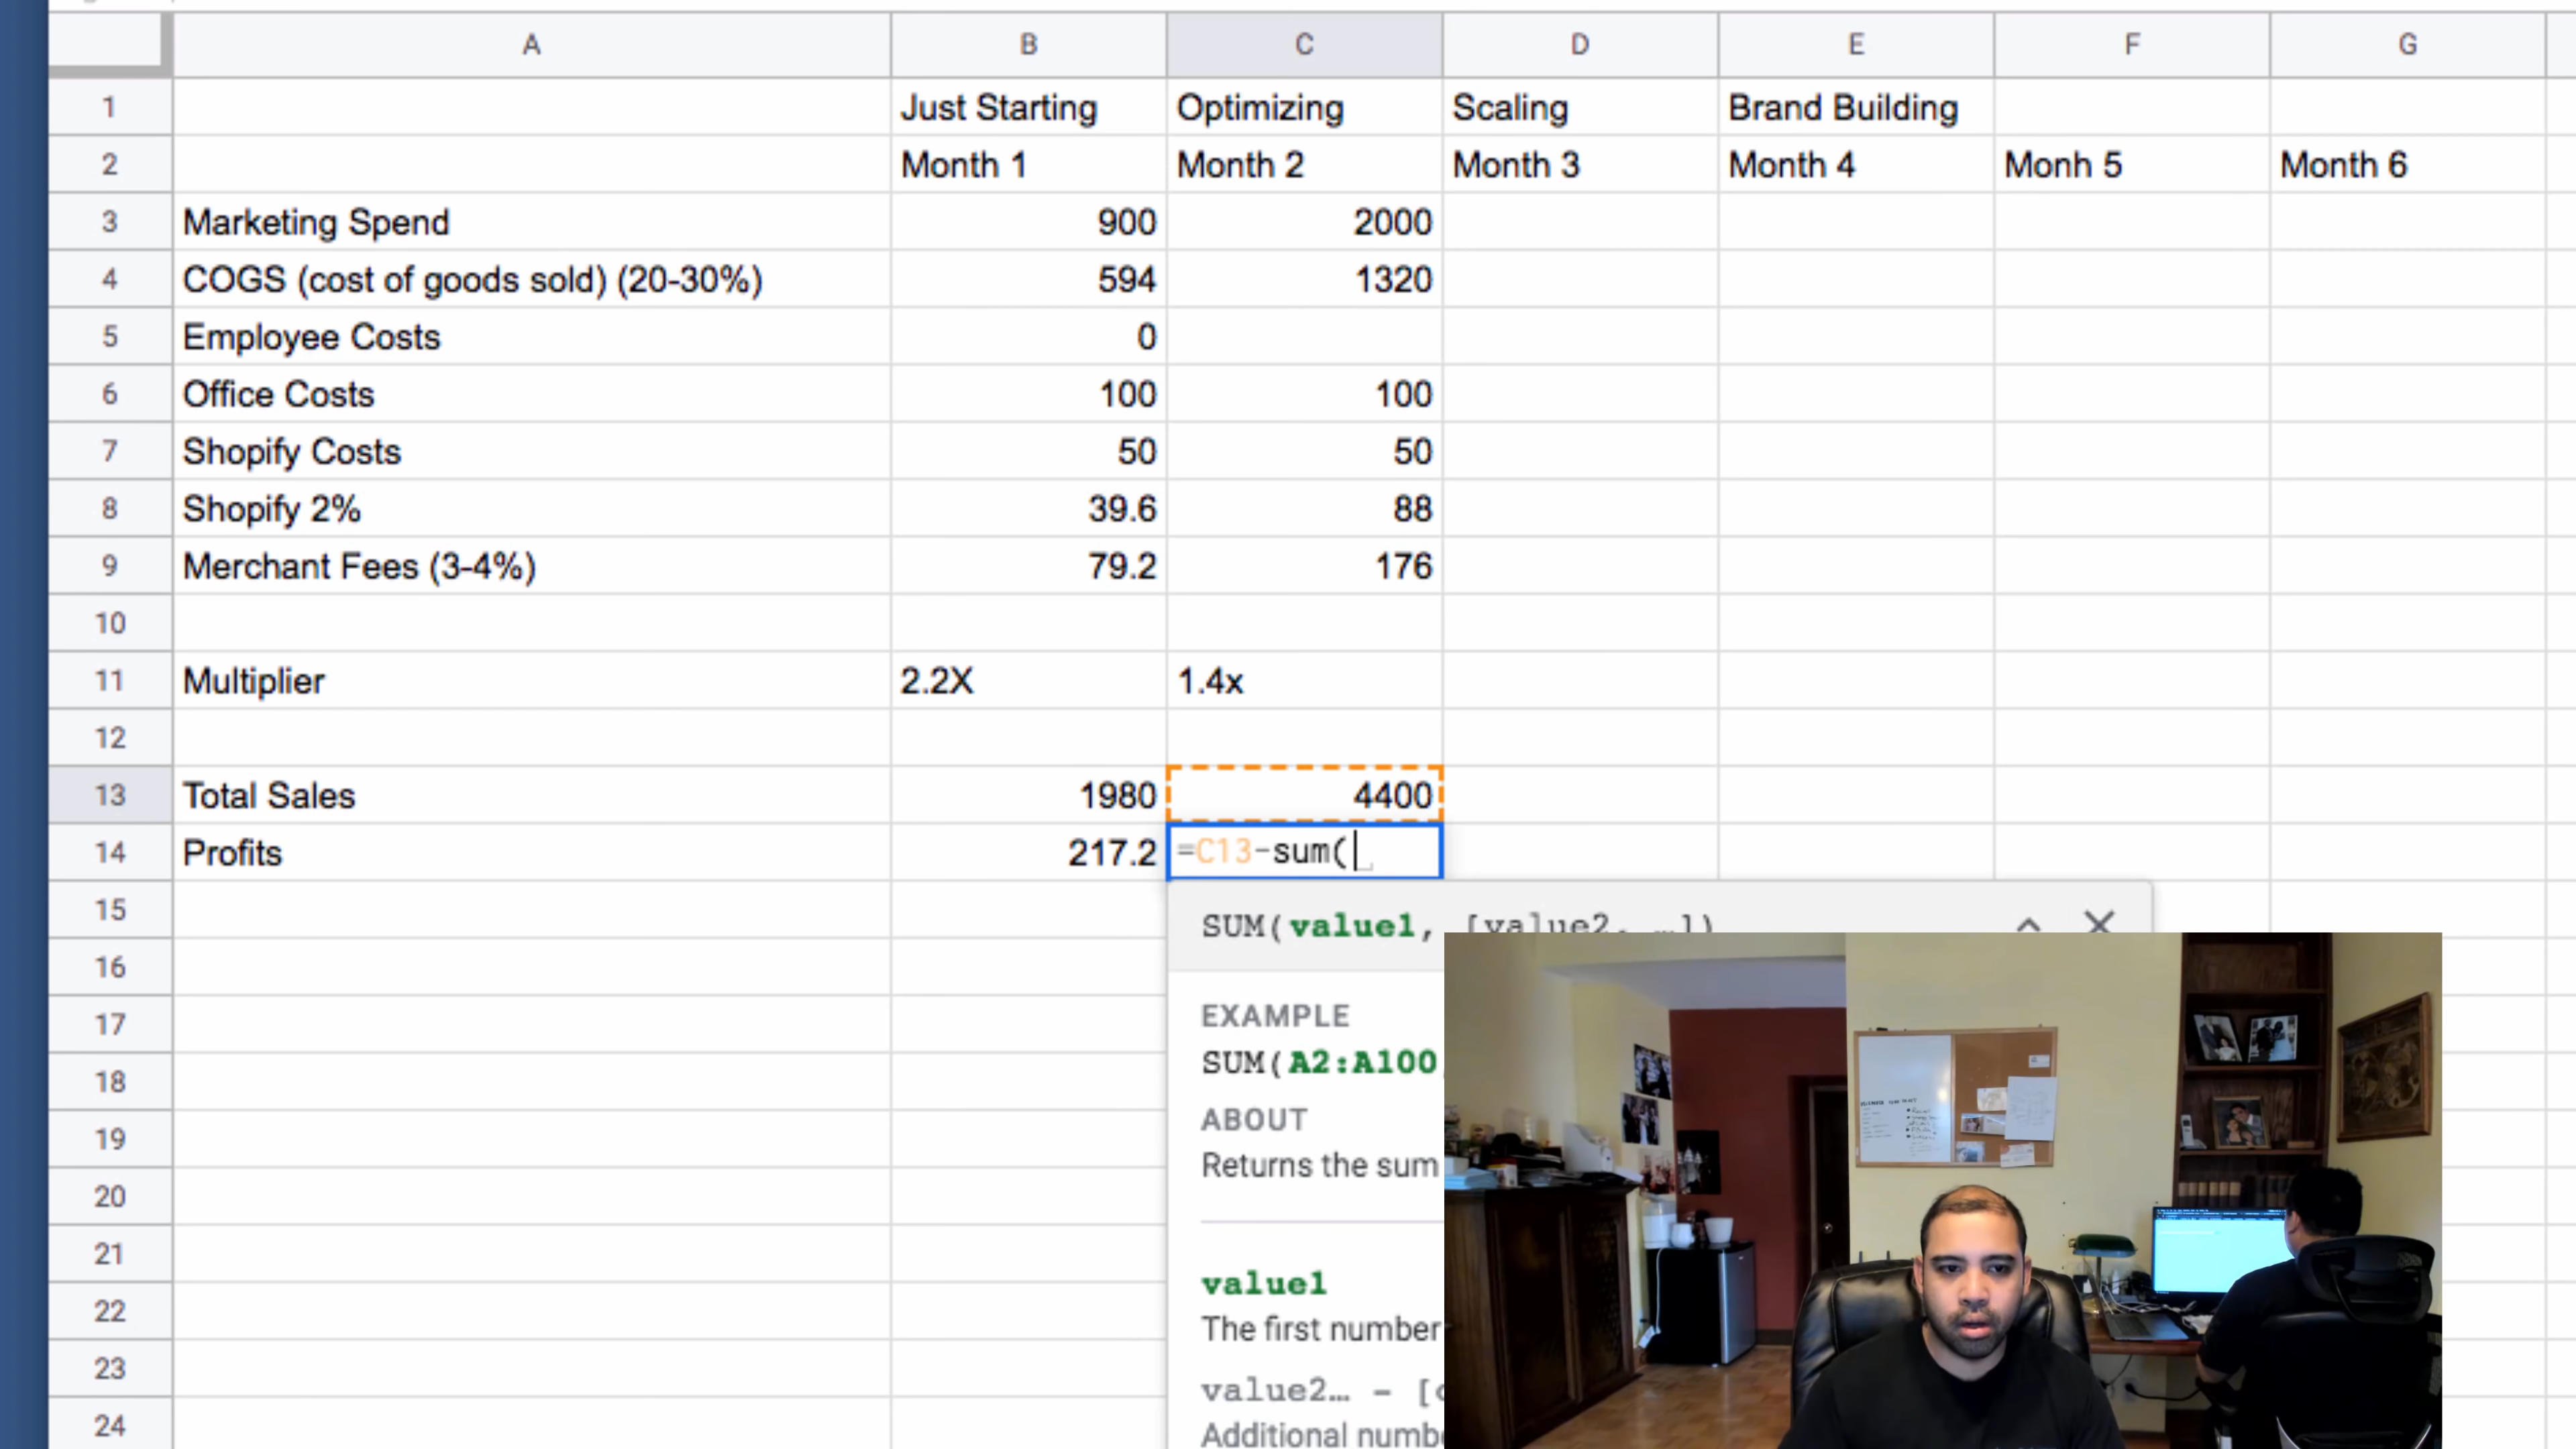 A B C D E F G
1 Just Starting Optimizing Scaling Brand Building
2 Month 1 Month 2 Month 3 Month 4 Monh 5 Month 6
3 Marketing Spend 900 2000
4 COGS (cost of goods sold) (20-30%) 594 1320
5 Employee Costs 0
6 Office Costs 100 100
7 Shopify Costs 50 50
8 Shopify 2% 39.6 88
9 Merchant Fees (3-4%) 79.2 176
10
11 Multiplier 2.2X 1.4x
12
13 Total Sales 1980 4400
14 Profits 217.2 =C13-sum(
15 SUM(value1, [value2, …])
16
17 EXAMPLE
SUM(A2:A100
18
ABOUT
19 Returns the sum
20
21
value1
22 The first number
23 value2… - [
24 Additional numb